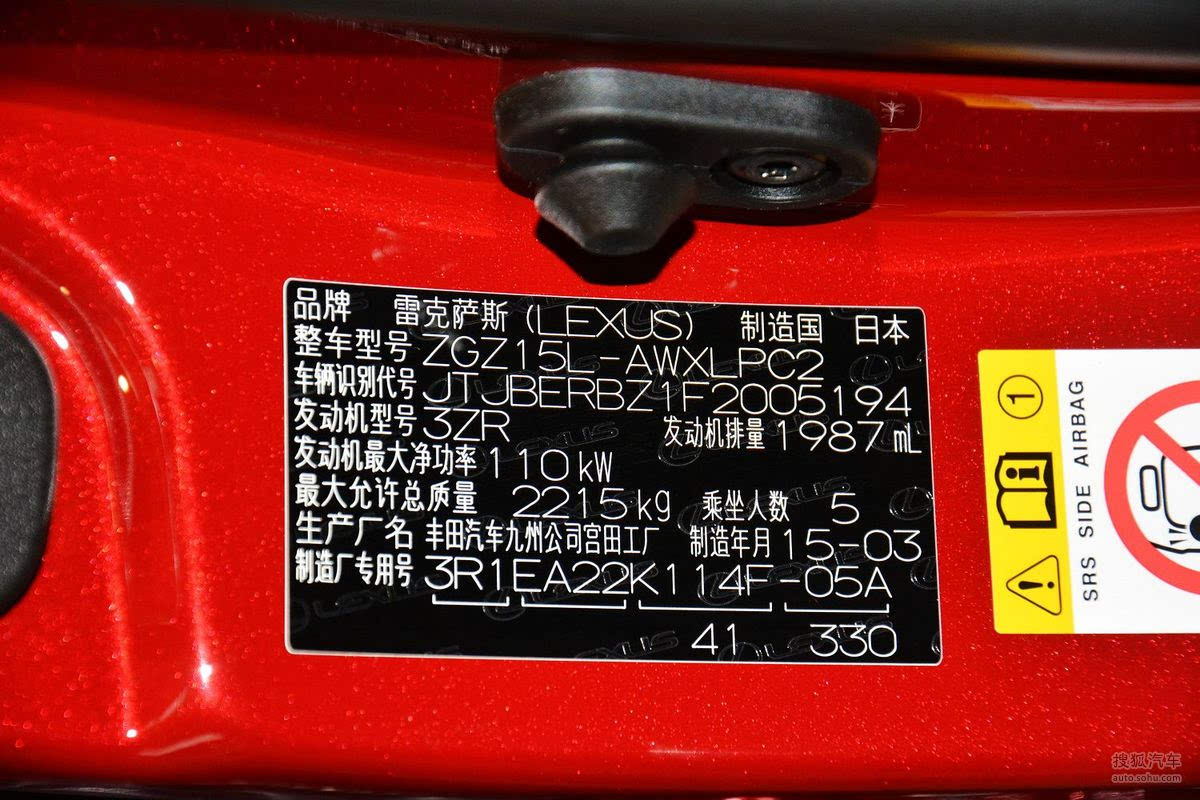 品牌 雷克萨斯 (LEXUS) 制造国 日本
整车型号 ZGZ15L-AWXLPC2
车辆识别代号 JTJBERBZ1F2005194
发动机型号 3ZR 发动机排量 1987 mL
发动机最大净功率 110 kW
最大允许总质量 2215 kg 乘坐人数 5
生产厂名 丰田汽车九州公司宫田工厂 制造年月 15-03
制造厂专用号 3R1EA22K114F-05A
41 330
1
SRS SIDE AIRBAG
搜狐汽车
auto.sohu.com